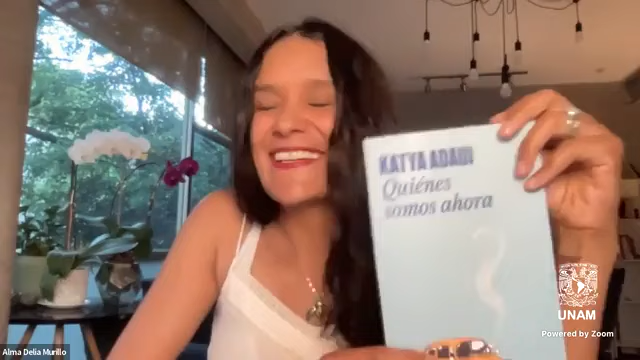 KATYA ADAUI
Quiénes
somos ahora
UNAM
Powered by Zoom
Alma Delia Murillo